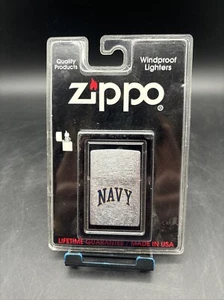 Quality Products
Windproof Lighters
zippo
NAVY
LIFETIME GUARANTEE / MADE IN USA